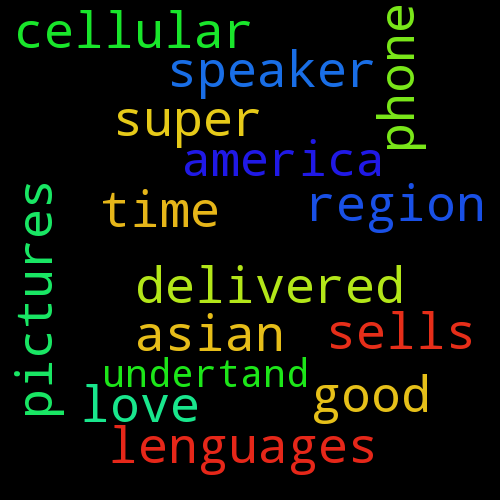 cellular
phone
speaker
super
america
time
region
pictures
delivered
asian
sells
undertand
love
good
lenguages